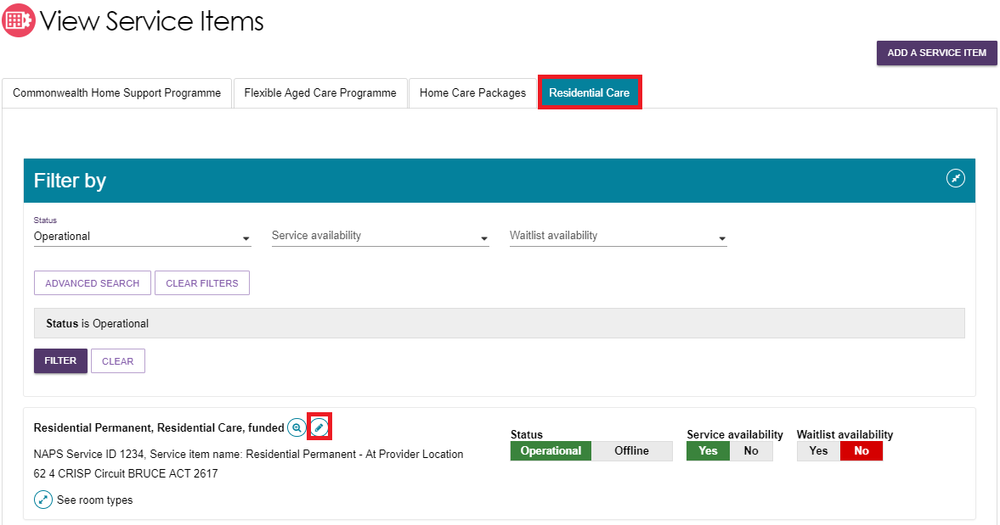 View Service Items
ADD A SERVICE ITEM
Commonwealth Home Support Programme Flexible Aged Care Programme Home Care Packages Residential Care
Filter by
Status
Operational Service availability Waitlist availability
ADVANCED SEARCH CLEAR FILTERS
Status is Operational
FILTER CLEAR
Residential Permanent, Residential Care, funded
NAPS Service ID 1234, Service item name: Residential Permanent - At Provider Location
62 4 CRISP Circuit BRUCE ACT 2617
See room types
Status Service availability Waitlist availability
Operational Offline Yes No Yes No